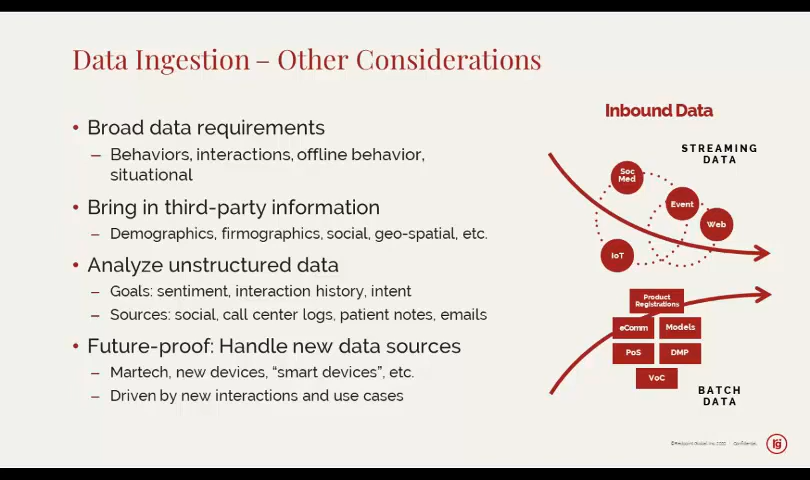 Data Ingestion – Other Considerations
• Broad data requirements
– Behaviors, interactions, offline behavior,
situational
• Bring in third-party information
– Demographics, firmographics, social, geo-spatial, etc.
• Analyze unstructured data
– Goals: sentiment, interaction history, intent
– Sources: social, call center logs, patient notes, emails
• Future-proof: Handle new data sources
– Martech, new devices, “smart devices”, etc.
– Driven by new interactions and use cases
Inbound Data
STREAMING
DATA
Soc
Med
Event
Web
IoT
Product
Registrations
eComm
Models
PoS
DMP
VoC
BATCH
DATA
Confidential
rg